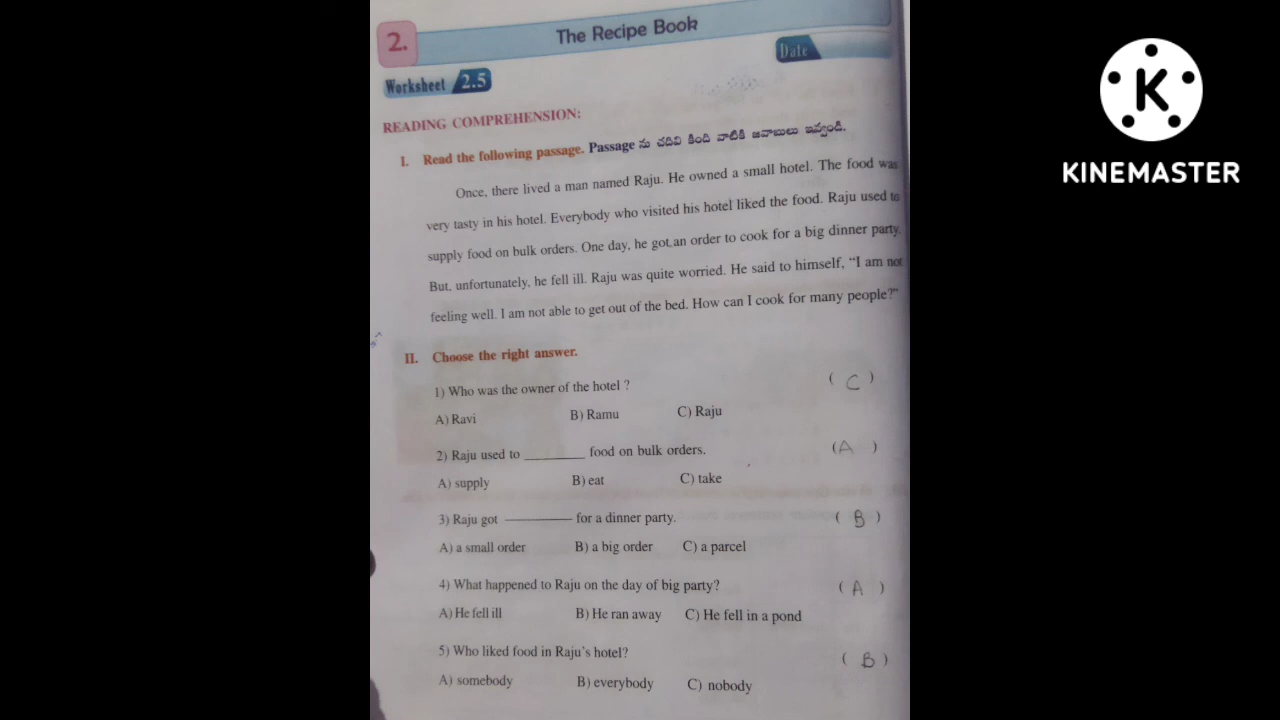 2. The Recipe Book
Date
Worksheet 2.5
READING COMPREHENSION:
I. Read the following passage. Passage ను చదివి కింది వాటికి జవాబులు ఇవ్వండి.
Once, there lived a man named Raju. He owned a small hotel. The food was
very tasty in his hotel. Everybody who visited his hotel liked the food. Raju used to
supply food on bulk orders. One day, he got an order to cook for a big dinner party.
But, unfortunately, he fell ill. Raju was quite worried. He said to himself, “I am not
feeling well. I am not able to get out of the bed. How can I cook for many people?”
II. Choose the right answer.
1) Who was the owner of the hotel ? ( C )
A) Ravi B) Ramu C) Raju
2) Raju used to ________ food on bulk orders. (A )
A) supply B) eat C) take
3) Raju got ________ for a dinner party. ( B )
A) a small order B) a big order C) a parcel
4) What happened to Raju on the day of big party? ( A )
A) He fell ill B) He ran away C) He fell in a pond
5) Who liked food in Raju's hotel? ( B )
A) somebody B) everybody C) nobody
K
KINEMASTER